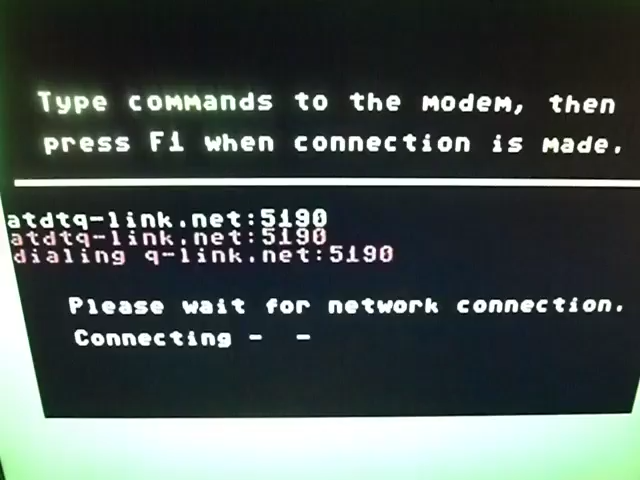 Type commands to the modem, then
press F1 when connection is made.
atdtq-link.net:5190
atdtq-link.net:5190
dialing q-link.net:5190
Please wait for network connection.
Connecting - -